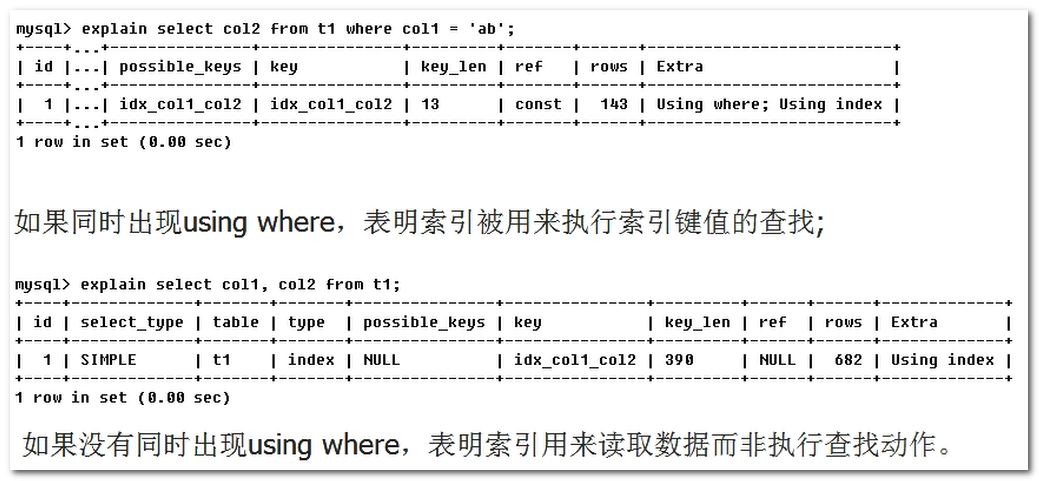 mysql> explain select col2 from t1 where col1 = 'ab';
+----+...+---------------+---------------+---------+-------+------+--------------------------+
| id |...| possible_keys | key           | key_len | ref   | rows | Extra                    |
+----+...+---------------+---------------+---------+-------+------+--------------------------+
|  1 |...| idx_col1_col2 | idx_col1_col2 | 13      | const |  143 | Using where; Using index |
+----+...+---------------+---------------+---------+-------+------+--------------------------+
1 row in set (0.00 sec)
如果同时出现using where，表明索引被用来执行索引键值的查找;
mysql> explain select col1, col2 from t1;
+----+-------------+-------+-------+---------------+---------------+---------+------+------+-------------+
| id | select_type | table | type  | possible_keys | key           | key_len | ref  | rows | Extra       |
+----+-------------+-------+-------+---------------+---------------+---------+------+------+-------------+
|  1 | SIMPLE      | t1    | index | NULL          | idx_col1_col2 | 390     | NULL |  682 | Using index |
+----+-------------+-------+-------+---------------+---------------+---------+------+------+-------------+
1 row in set (0.00 sec)
如果没有同时出现using where，表明索引用来读取数据而非执行查找动作。